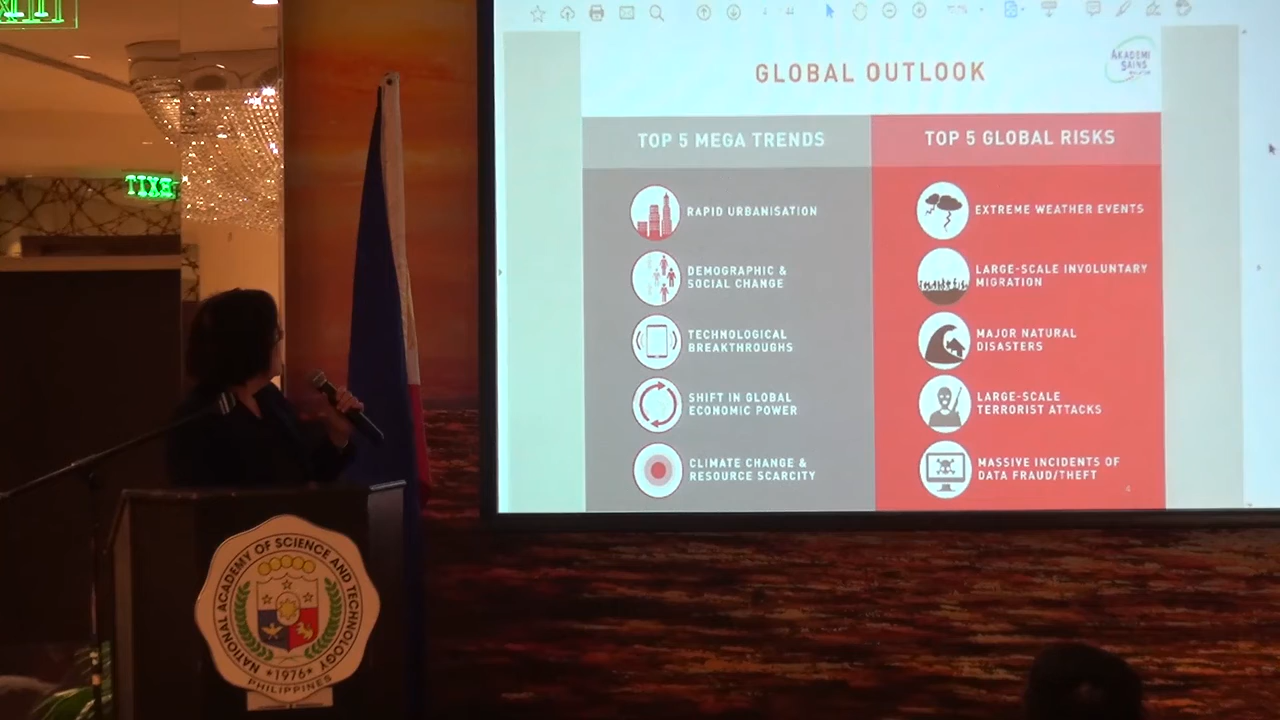 EXIT
EXIT
GLOBAL OUTLOOK
AKADEMI
SAINS
TOP 5 MEGA TRENDS
RAPID URBANISATION
DEMOGRAPHIC &
SOCIAL CHANGE
TECHNOLOGICAL
BREAKTHROUGHS
SHIFT IN GLOBAL
ECONOMIC POWER
CLIMATE CHANGE &
RESOURCE SCARCITY
TOP 5 GLOBAL RISKS
EXTREME WEATHER EVENTS
LARGE-SCALE INVOLUNTARY
MIGRATION
MAJOR NATURAL
DISASTERS
LARGE-SCALE
TERRORIST ATTACKS
MASSIVE INCIDENTS OF
DATA FRAUD/THEFT
4
NATIONAL ACADEMY OF SCIENCE AND TECHNOLOGY
1976
PHILIPPINES